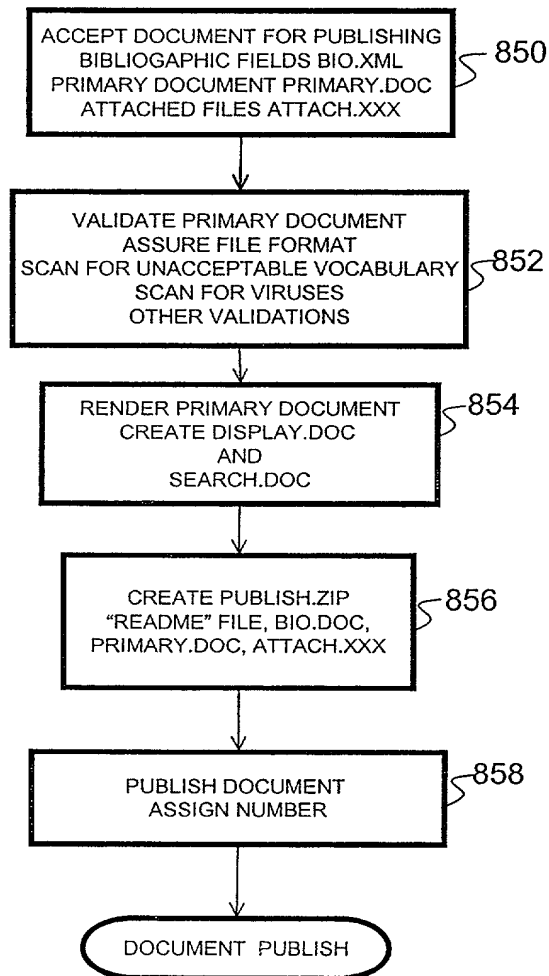 ACCEPT DOCUMENT FOR PUBLISHING
BIBLIOGAPHIC FIELDS BIO.XML
PRIMARY DOCUMENT PRIMARY.DOC
ATTACHED FILES ATTACH.XXX
850
VALIDATE PRIMARY DOCUMENT
ASSURE FILE FORMAT
SCAN FOR UNACCEPTABLE VOCABULARY
SCAN FOR VIRUSES
OTHER VALIDATIONS
852
RENDER PRIMARY DOCUMENT
CREATE DISPLAY.DOC
AND
SEARCH.DOC
854
CREATE PUBLISH.ZIP
“README” FILE, BIO.DOC,
PRIMARY.DOC, ATTACH.XXX
856
PUBLISH DOCUMENT
ASSIGN NUMBER
858
DOCUMENT PUBLISH